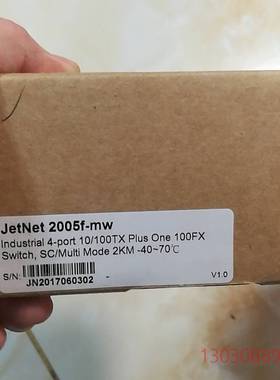 JetNet 2005f-mw
Industrial 4-port 10/100TX Plus One 100FX
Switch, SC/Multi Mode 2KM -40~70℃
V1.0
S/N:
JN2017060302